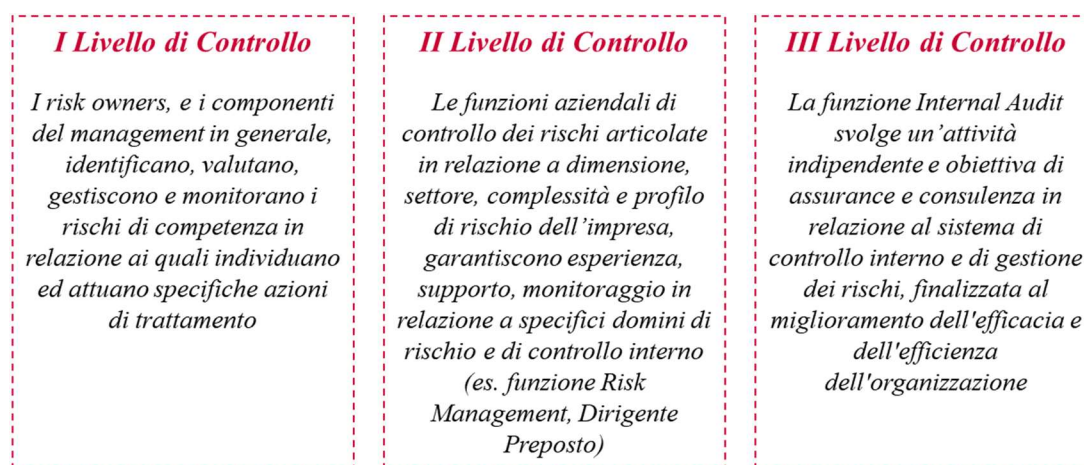 I Livello di Controllo
I risk owners, e i componenti
del management in generale,
identificano, valutano,
gestiscono e monitorano i
rischi di competenza in
relazione ai quali individuano
ed attuano specifiche azioni
di trattamento
II Livello di Controllo
Le funzioni aziendali di
controllo dei rischi articolate
in relazione a dimensione,
settore, complessità e profilo
di rischio dell’impresa,
garantiscono esperienza,
supporto, monitoraggio in
relazione a specifici domini di
rischio e di controllo interno
(es. funzione Risk
Management, Dirigente
Preposto)
III Livello di Controllo
La funzione Internal Audit
svolge un’attività
indipendente e obiettiva di
assurance e consulenza in
relazione al sistema di
controllo interno e di gestione
dei rischi, finalizzata al
miglioramento dell'efficacia e
dell'efficienza
dell'organizzazione